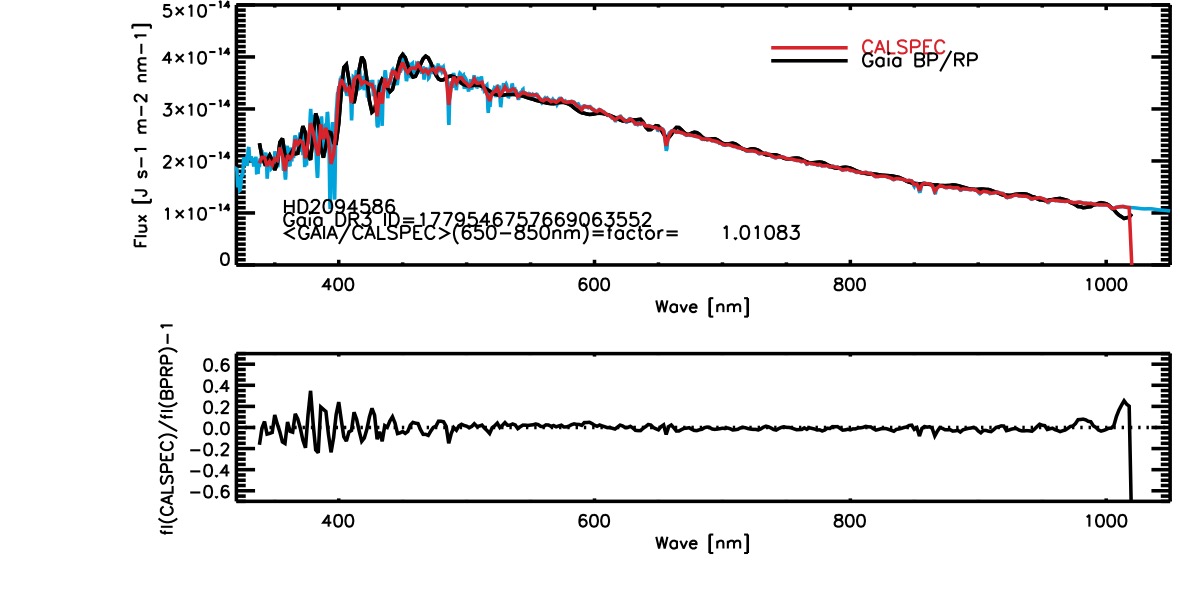 5×10⁻¹⁴
4×10⁻¹⁴
3×10⁻¹⁴
2×10⁻¹⁴
1×10⁻¹⁴
0
Flux [J s−1 m−2 nm−1]
CALSPEC
Gaia BP/RP
HD2094586
Gaia DR3 ID=1779546757669063552
<GAIA/CALSPEC>(650−850nm)=factor= 1.01083
400 600 800 1000
Wave [nm]
fl(CALSPEC)/fl(BPRP)−1
0.6
0.4
0.2
0.0
−0.2
−0.4
−0.6
400 600 800 1000
Wave [nm]